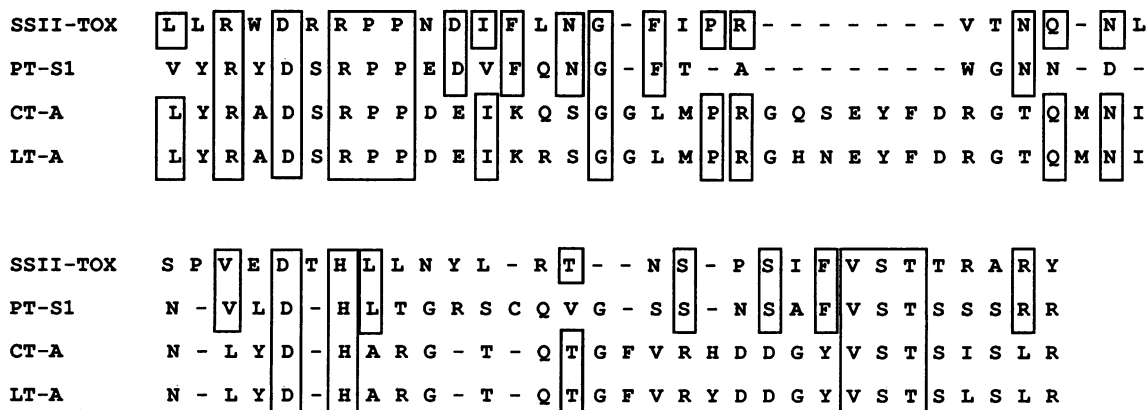 SSII-TOX L L R W D R R P P N D I F L N G - F I P R - - - - - - - V T N Q - N L
PT-S1 V Y R Y D S R P P E D V F Q N G - F T - A - - - - - - - W G N N - D -
CT-A L Y R A D S R P P D E I K Q S G G L M P R G Q S E Y F D R G T Q M N I
LT-A L Y R A D S R P P D E I K R S G G L M P R G H N E Y F D R G T Q M N I
SSII-TOX S P V E D T H L L N Y L - R T - - N S - P S I F V S T T R A R Y
PT-S1 N - V L D - H L T G R S C Q V G - S S - N S A F V S T S S S R R
CT-A N - L Y D - H A R G - T - Q T G F V R H D D G Y V S T S I S L R
LT-A N - L Y D - H A R G - T - Q T G F V R Y D D G Y V S T S L S L R